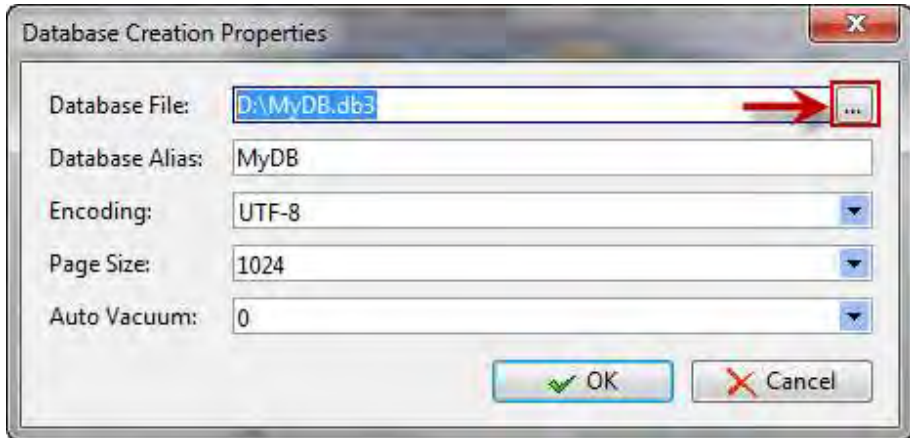 Database Creation Properties
Database File: D:\MyDB.db3 ...
Database Alias: MyDB
Encoding: UTF-8
Page Size: 1024
Auto Vacuum: 0
OK Cancel